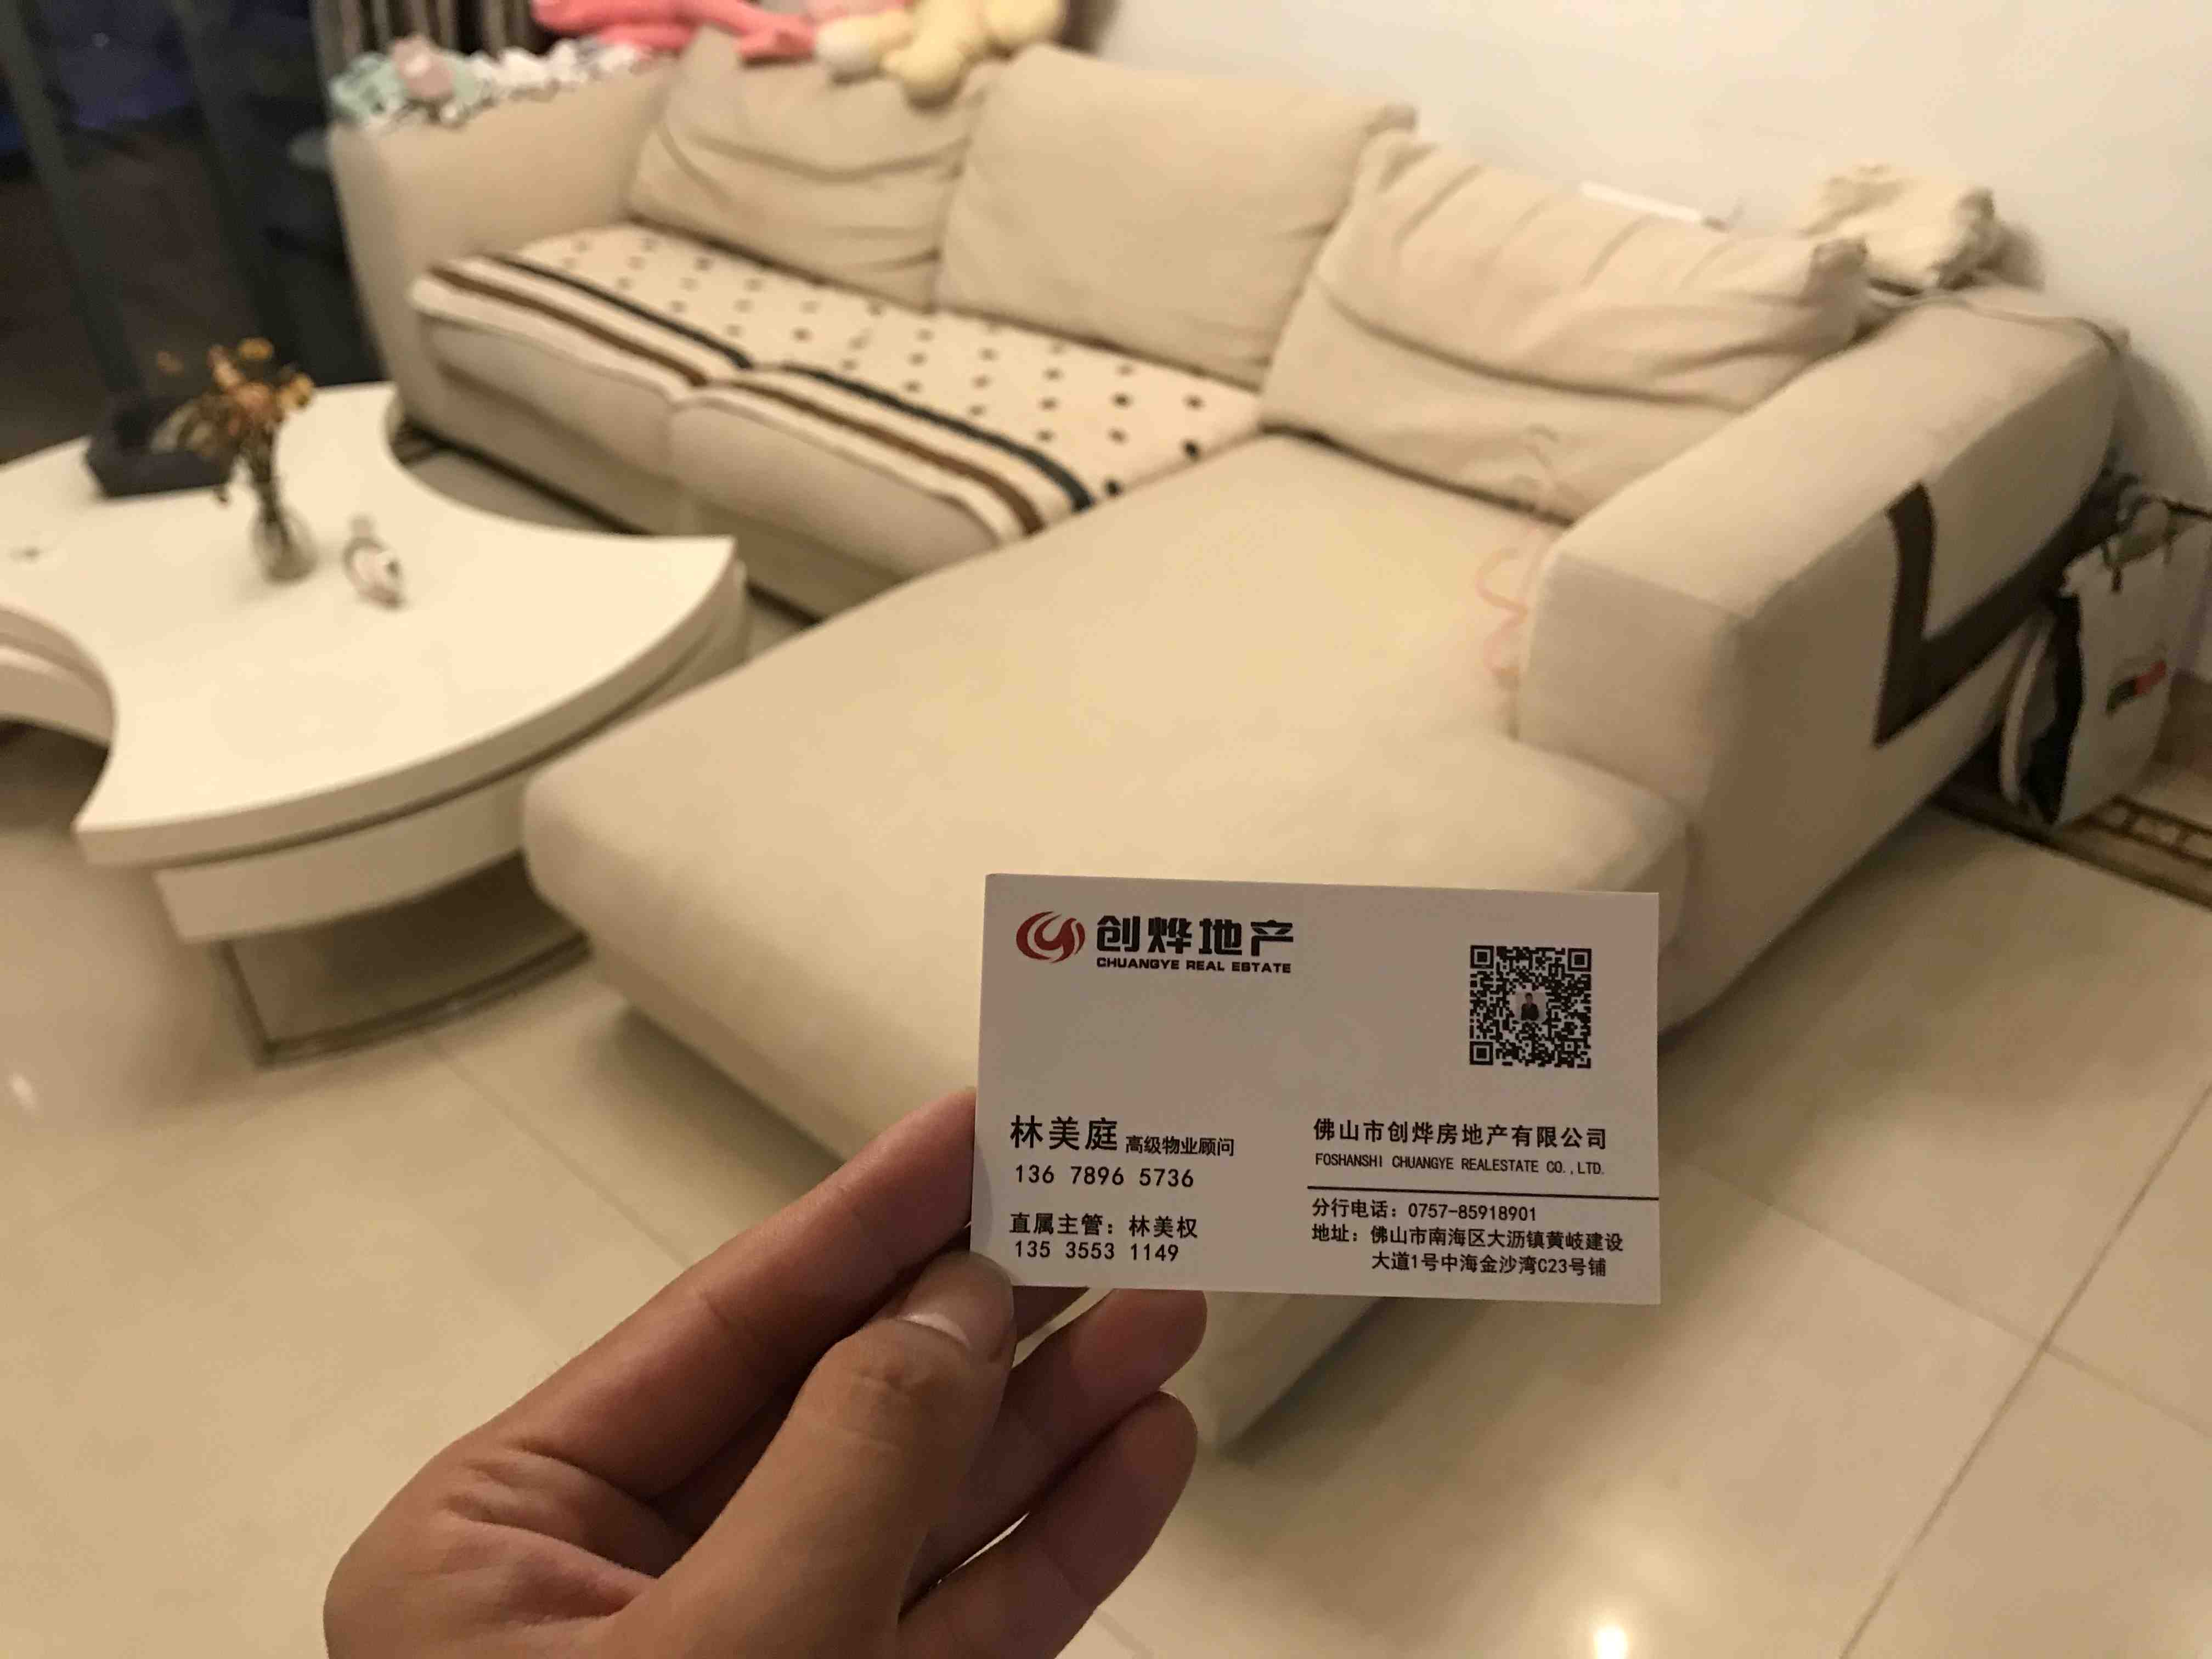 创烨地产
CHUANGYE REAL ESTATE
林美庭 高级物业顾问
136 7896 5736
直属主管：林美权
135 3553 1149
佛山市创烨房地产有限公司
FOSHANSHI CHUANGYE REALESTATE CO.,LTD.
分行电话：0757-85918901
地址：佛山市南海区大沥镇黄岐建设
大道1号中海金沙湾C23号铺